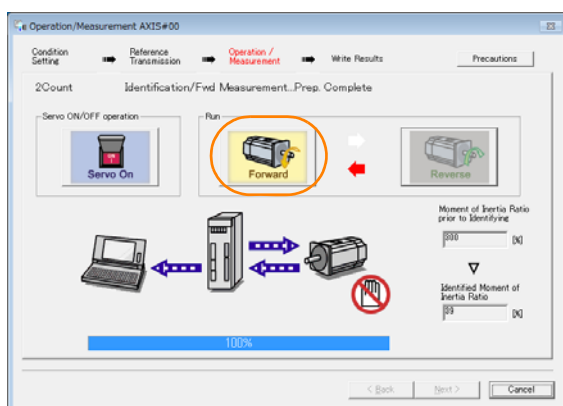 Operation/Measurement AXIS#00
Condition Setting
Reference Transmission
Operation / Measurement
Write Results
Precautions
2Count
Identification/Fwd Measurement...Prep. Complete
Servo ON/OFF operation
Run
Servo On
Forward
Reverse
Moment of Inertia Ratio
prior to Identifying
300 [%]
Identified Moment of
Inertia Ratio
39 [%]
100%
< Back
Next >
Cancel